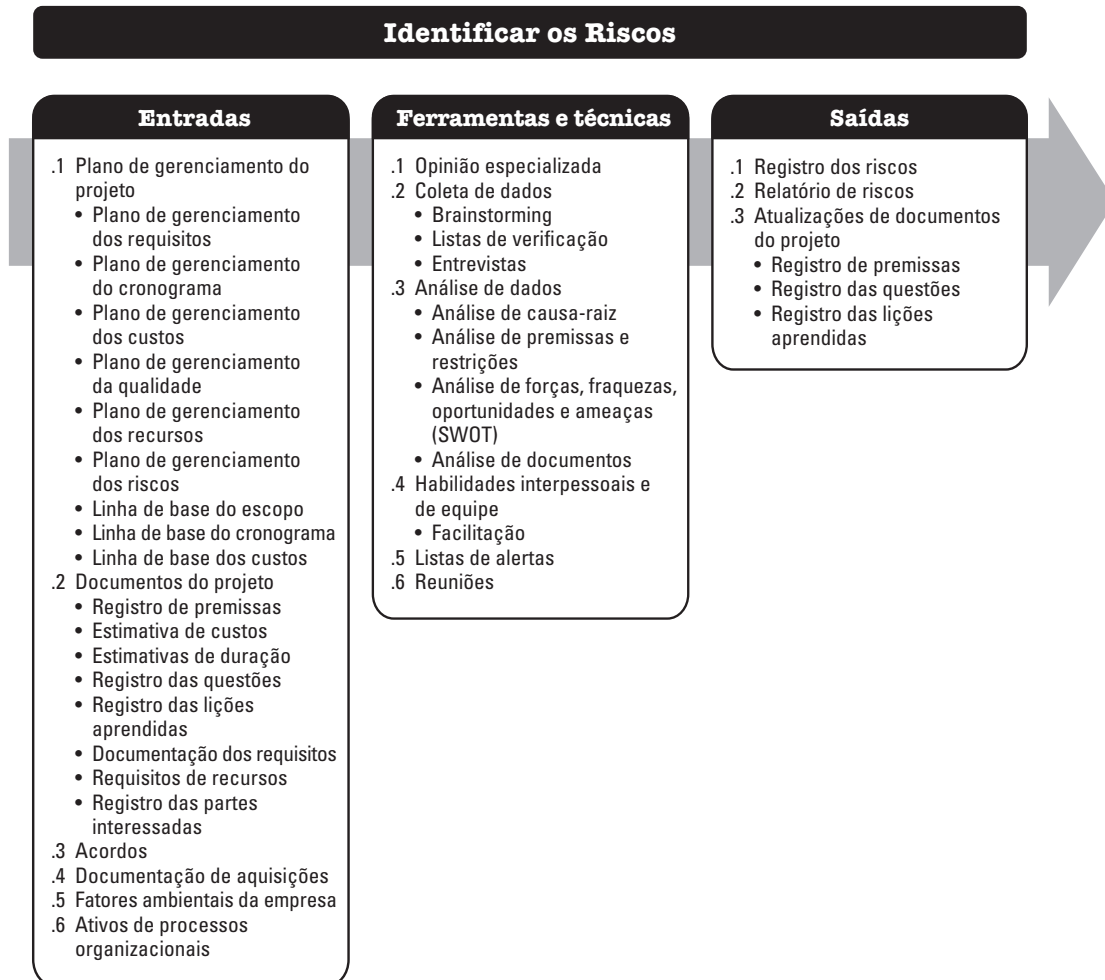 Identificar os Riscos
Entradas
.1 Plano de gerenciamento do
projeto
• Plano de gerenciamento
dos requisitos
• Plano de gerenciamento
do cronograma
• Plano de gerenciamento
dos custos
• Plano de gerenciamento
da qualidade
• Plano de gerenciamento
dos recursos
• Plano de gerenciamento
dos riscos
• Linha de base do escopo
• Linha de base do cronograma
• Linha de base dos custos
.2 Documentos do projeto
• Registro de premissas
• Estimativa de custos
• Estimativas de duração
• Registro das questões
• Registro das lições
aprendidas
• Documentação dos requisitos
• Requisitos de recursos
• Registro das partes
interessadas
.3 Acordos
.4 Documentação de aquisições
.5 Fatores ambientais da empresa
.6 Ativos de processos
organizacionais
Ferramentas e técnicas
.1 Opinião especializada
.2 Coleta de dados
• Brainstorming
• Listas de verificação
• Entrevistas
.3 Análise de dados
• Análise de causa-raiz
• Análise de premissas e
restrições
• Análise de forças, fraquezas,
oportunidades e ameaças
(SWOT)
• Análise de documentos
.4 Habilidades interpessoais e
de equipe
• Facilitação
.5 Listas de alertas
.6 Reuniões
Saídas
.1 Registro dos riscos
.2 Relatório de riscos
.3 Atualizações de documentos
do projeto
• Registro de premissas
• Registro das questões
• Registro das lições
aprendidas